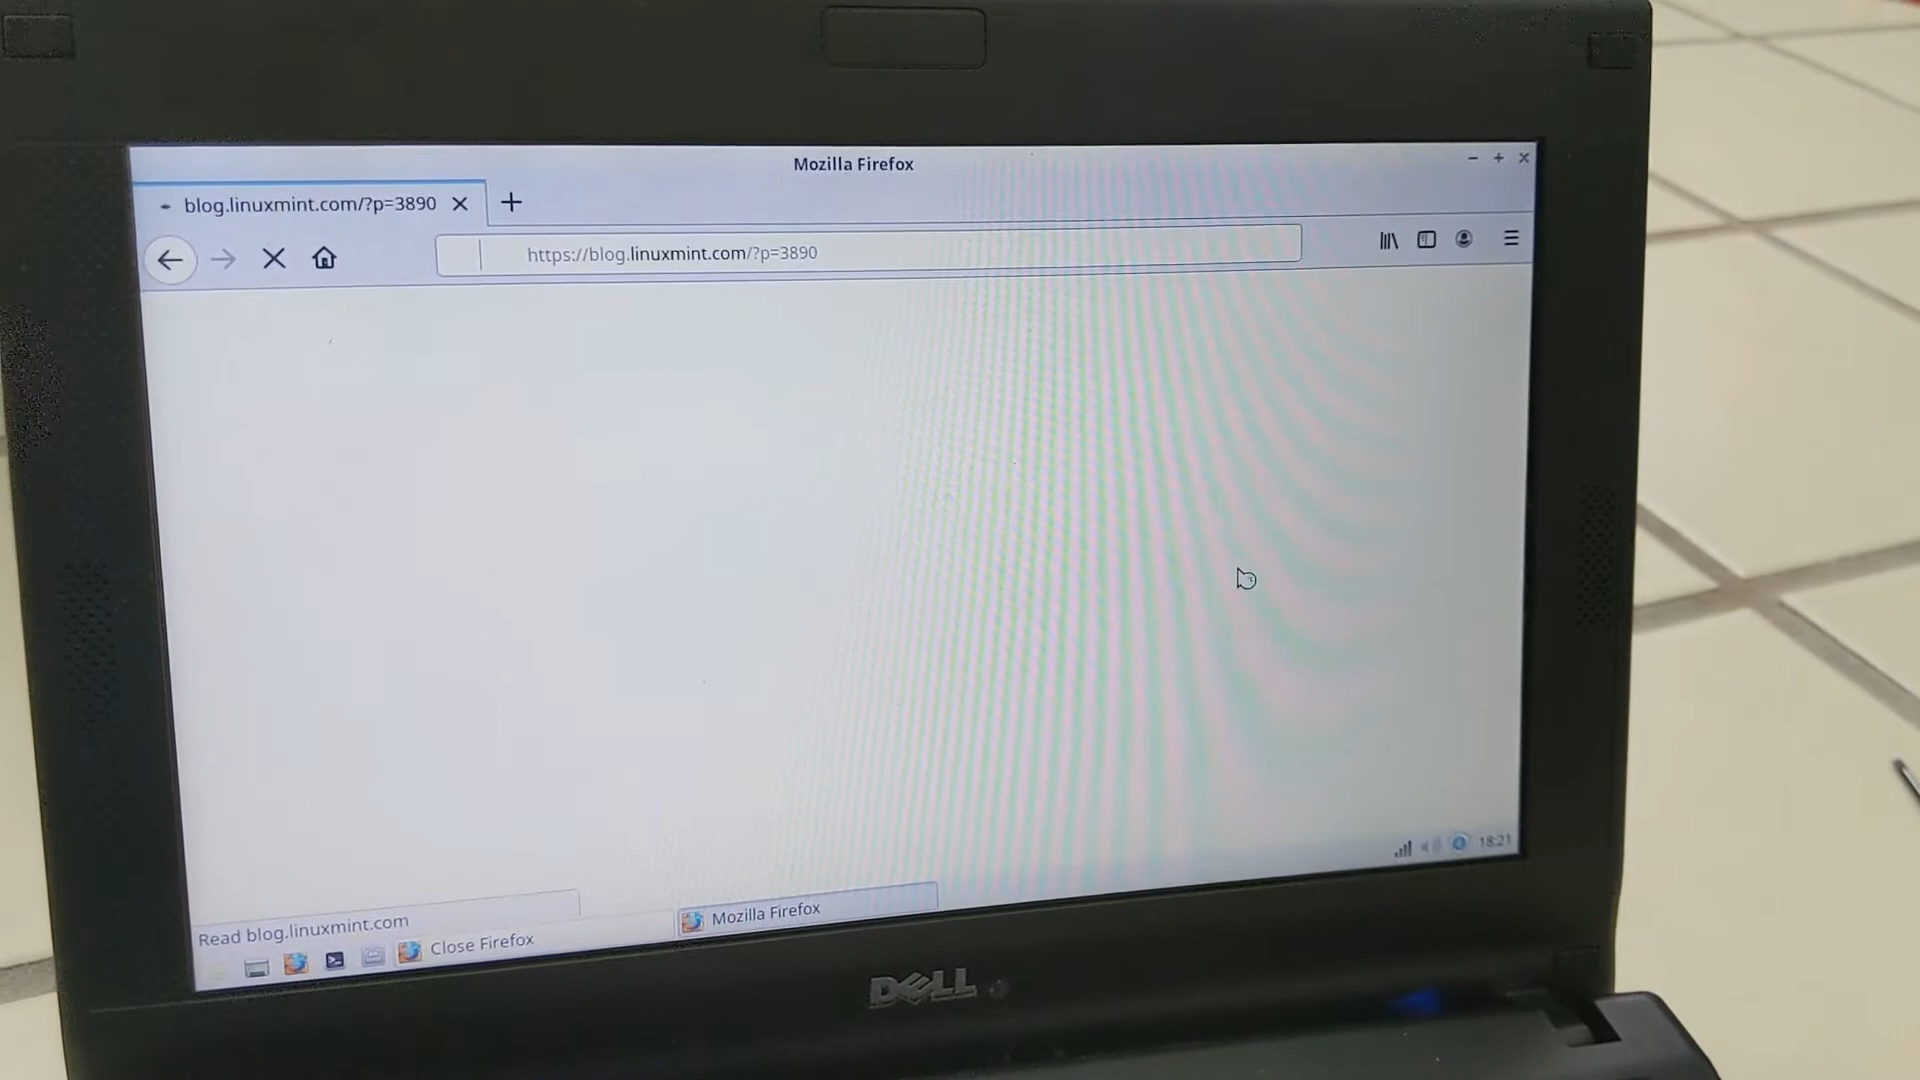 Mozilla Firefox
blog.linuxmint.com/?p=3890
https://blog.linuxmint.com/?p=3890
18:21
Read blog.linuxmint.com
Mozilla Firefox
Close Firefox
DELL